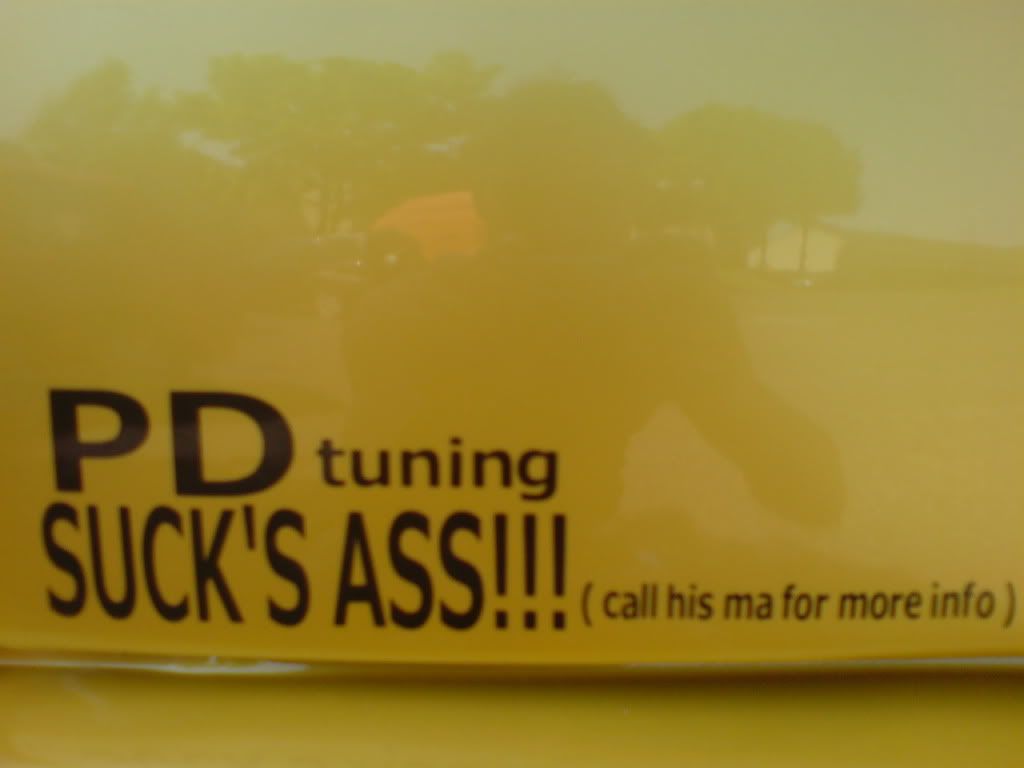 PD tuning
SUCK'S ASS!!! ( call his ma for more info )